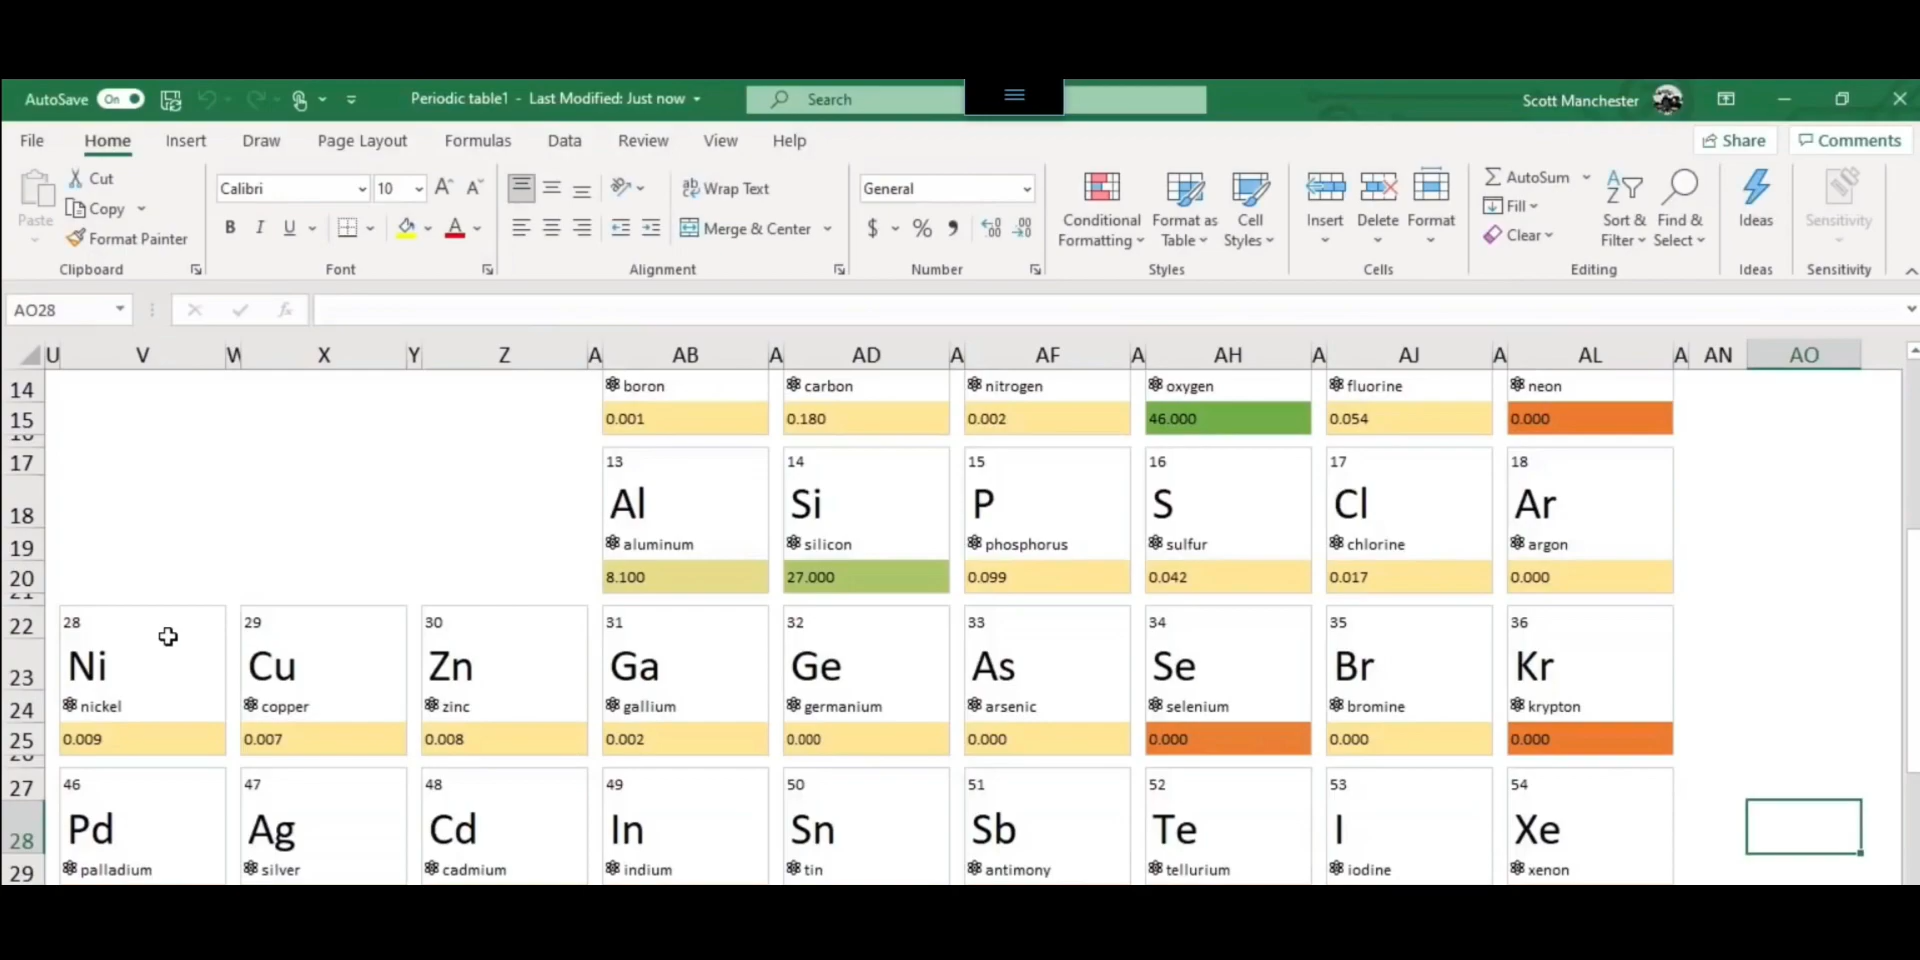 AutoSave On Periodic table1 - Last Modified: Just now Search Scott Manchester
File Home Insert Draw Page Layout Formulas Data Review View Help Share Comments
Paste Cut Copy Format Painter Clipboard
Calibri 10 B I U A Font
Wrap Text Merge & Center Alignment
General $ % Number
Conditional Formatting Format as Table Cell Styles Styles
Insert Delete Format Cells
AutoSum Fill Clear Sort & Filter Find & Select Editing
Ideas Ideas
Sensitivity Sensitivity
AO28 fx
U V W X Y Z A AB A AD A AF A AH A AJ A AL A AN AO
14 boron carbon nitrogen oxygen fluorine neon
15 0.001 0.180 0.002 46.000 0.054 0.000
17 13 14 15 16 17 18
18 Al Si P S Cl Ar
19 aluminum silicon phosphorus sulfur chlorine argon
20 8.100 27.000 0.099 0.042 0.017 0.000
22 28 29 30 31 32 33 34 35 36
23 Ni Cu Zn Ga Ge As Se Br Kr
24 nickel copper zinc gallium germanium arsenic selenium bromine krypton
25 0.009 0.007 0.008 0.002 0.000 0.000 0.000 0.000 0.000
27 46 47 48 49 50 51 52 53 54
28 Pd Ag Cd In Sn Sb Te I Xe
29 palladium silver cadmium indium tin antimony tellurium iodine xenon